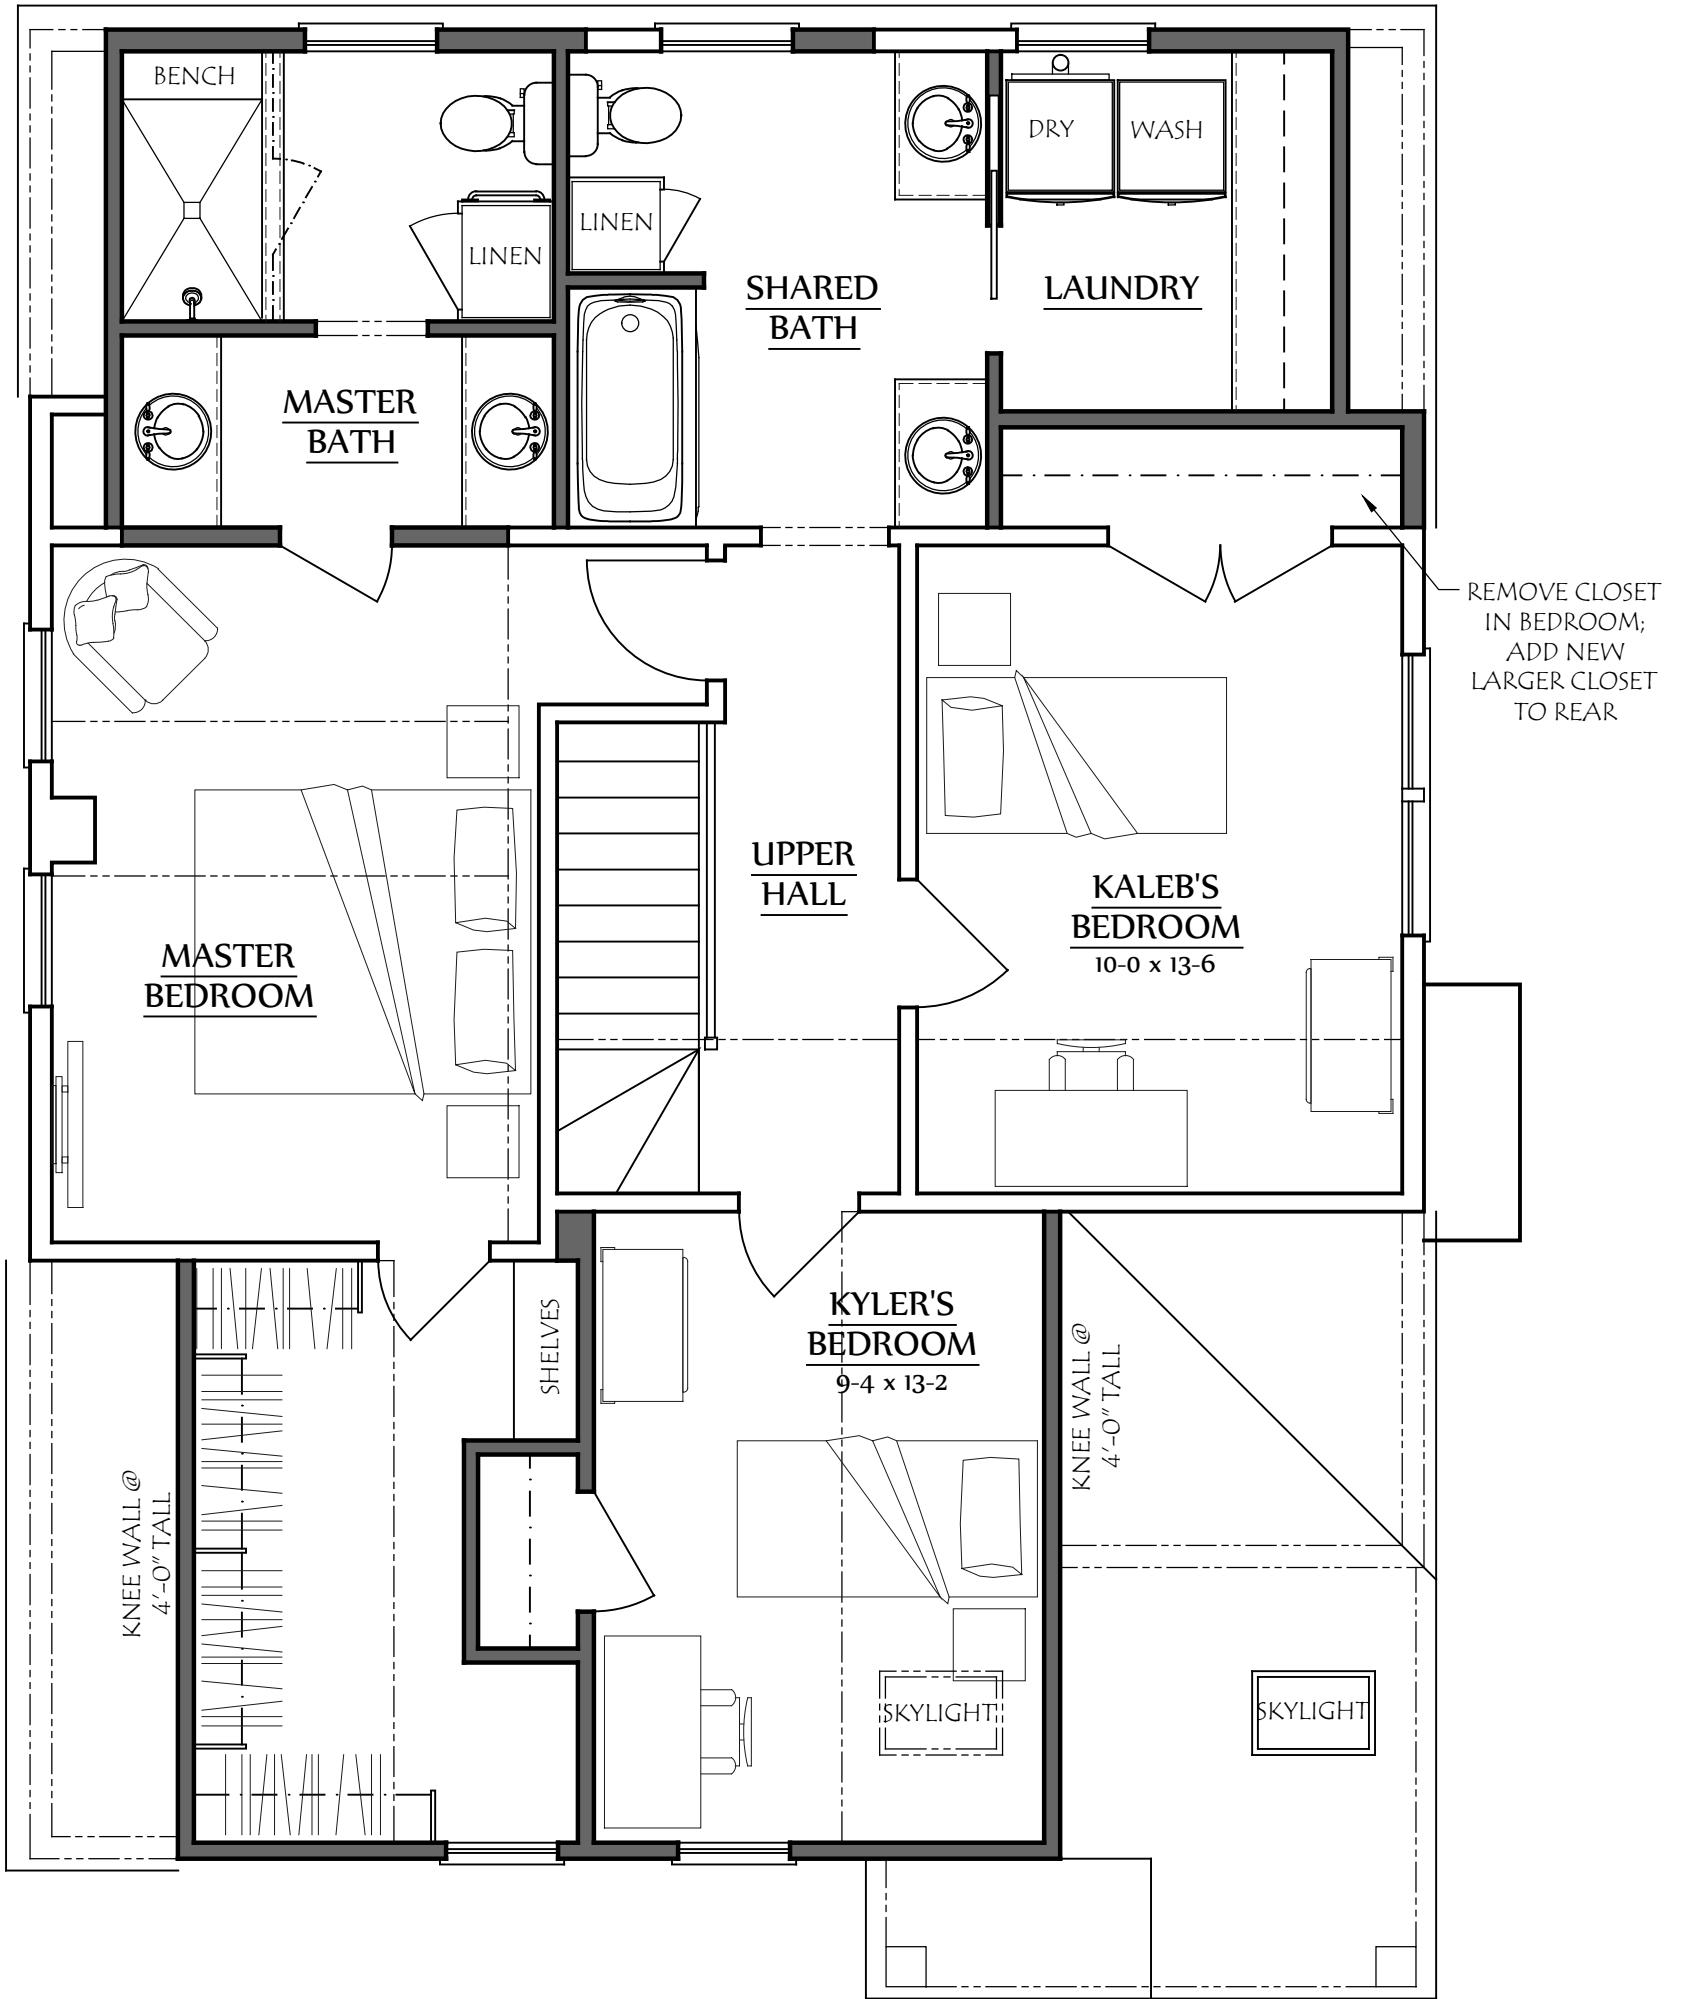 BENCH
LINEN
LINEN
DRY
WASH
SHARED
BATH
LAUNDRY
MASTER
BATH
REMOVE CLOSET
IN BEDROOM;
ADD NEW
LARGER CLOSET
TO REAR
UPPER
HALL
KALEB'S
BEDROOM
10-0 x 13-6
MASTER
BEDROOM
SHELVES
KYLER'S
BEDROOM
9-4 x 13-2
KNEE WALL @
4'-0" TALL
KNEE WALL @
4'-0" TALL
SKYLIGHT
SKYLIGHT